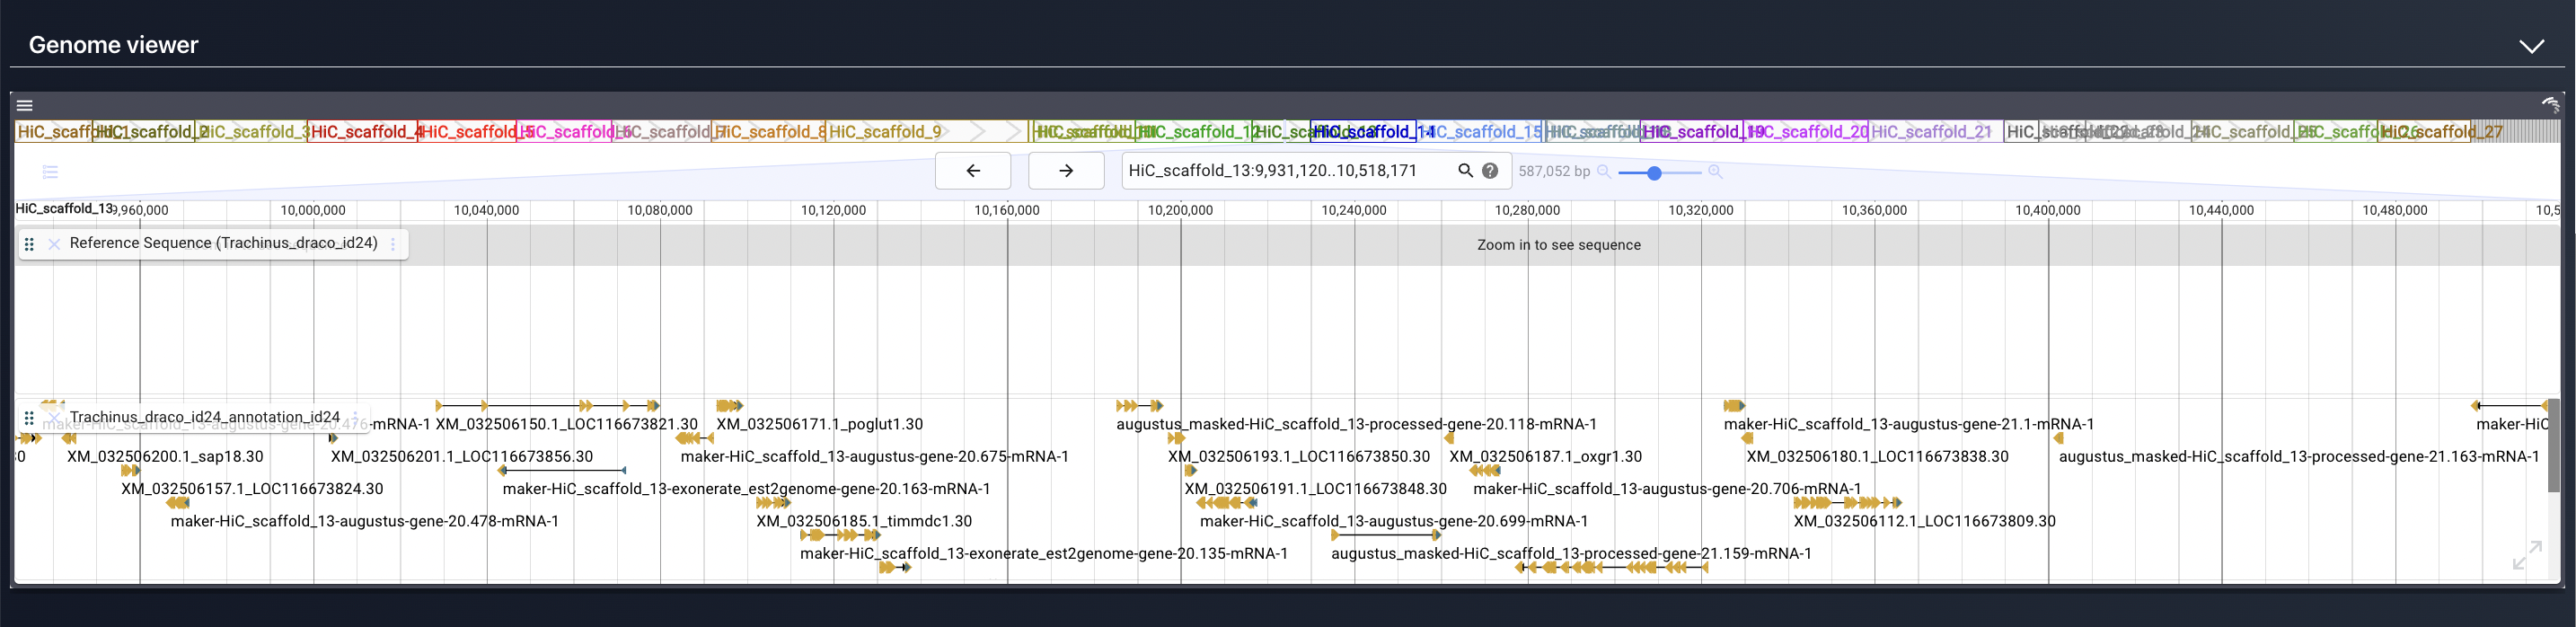 Genome viewer
HiC_scaffold_2 HiC_scaffold_3 HiC_scaffold_4 HiC_scaffold_5 HiC_scaffold_6 HiC_scaffold_7 HiC_scaffold_8 HiC_scaffold_9 HiC_scaffold_14 HiC_scaffold_15 HiC_scaffold_19 HiC_scaffold_20 HiC_scaffold_21 HiC_scaffold_27
HiC_scaffold_13:9,931,120..10,518,171 587,052 bp
HiC_scaffold_13 9,960,000 10,000,000 10,040,000 10,080,000 10,120,000 10,160,000 10,200,000 10,240,000 10,280,000 10,320,000 10,360,000 10,400,000 10,440,000 10,480,000 10,5
Reference Sequence (Trachinus_draco_id24) Zoom in to see sequence
Trachinus_draco_id24_annotation_id24
maker-HiC_scaffold_13-augustus-gene-20.476-mRNA-1 XM_032506150.1_LOC116673821.30 XM_032506171.1_poglut1.30 augustus_masked-HiC_scaffold_13-processed-gene-20.118-mRNA-1 maker-HiC_scaffold_13-augustus-gene-21.1-mRNA-1 maker-HiC
30 XM_032506200.1_sap18.30 XM_032506201.1_LOC116673856.30 maker-HiC_scaffold_13-augustus-gene-20.675-mRNA-1 XM_032506193.1_LOC116673850.30 XM_032506187.1_oxgr1.30 XM_032506180.1_LOC116673838.30 augustus_masked-HiC_scaffold_13-processed-gene-21.163-mRNA-1
XM_032506157.1_LOC116673824.30 maker-HiC_scaffold_13-exonerate_est2genome-gene-20.163-mRNA-1 XM_032506191.1_LOC116673848.30 maker-HiC_scaffold_13-augustus-gene-20.706-mRNA-1
maker-HiC_scaffold_13-augustus-gene-20.478-mRNA-1 XM_032506185.1_timmdc1.30 maker-HiC_scaffold_13-augustus-gene-20.699-mRNA-1 XM_032506112.1_LOC116673809.30
maker-HiC_scaffold_13-exonerate_est2genome-gene-20.135-mRNA-1 augustus_masked-HiC_scaffold_13-processed-gene-21.159-mRNA-1